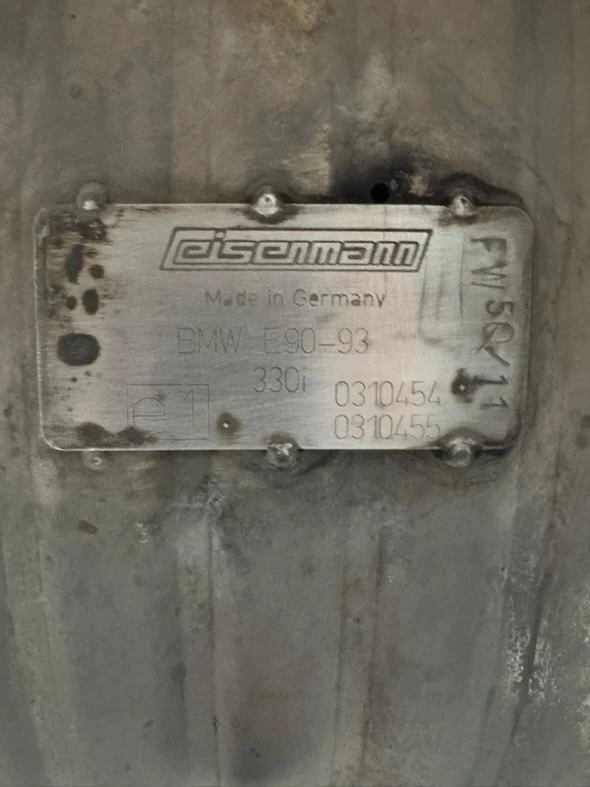 eisenmann
Made in Germany
BMW E90-93
330i
0310454
e1
0310455
FW 50/11